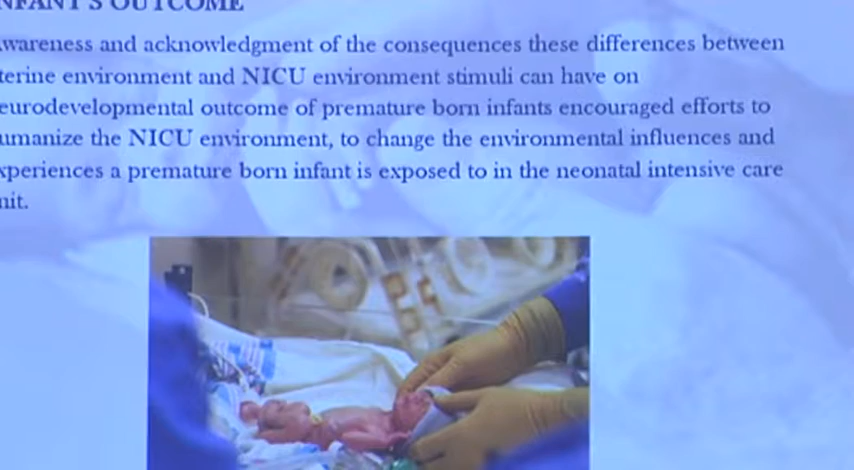 NFANT'S OUTCOME
wareness and acknowledgment of the consequences these differences between
terine environment and NICU environment stimuli can have on
eurodevelopmental outcome of premature born infants encouraged efforts to
umanize the NICU environment, to change the environmental influences and
xperiences a premature born infant is exposed to in the neonatal intensive care
nit.